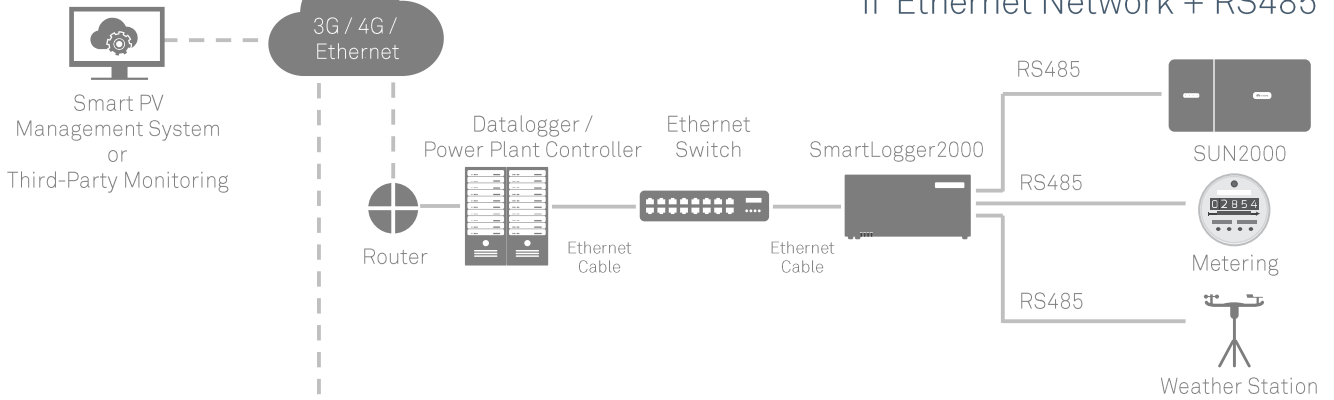 IP Ethernet Network + RS485
3G / 4G /
Ethernet
Smart PV
Management System
or
Third-Party Monitoring
Router
Datalogger /
Power Plant Controller
Ethernet
Cable
Ethernet
Switch
Ethernet
Cable
SmartLogger2000
RS485
SUN2000
RS485
02854
Metering
RS485
Weather Station